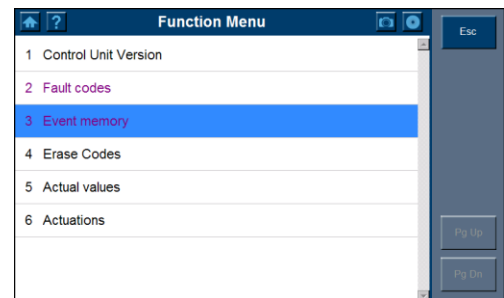 ? Function Menu
Esc
1 Control Unit Version
2 Fault codes
3 Event memory
4 Erase Codes
5 Actual values
6 Actuations
Pg Up
Pg Dn